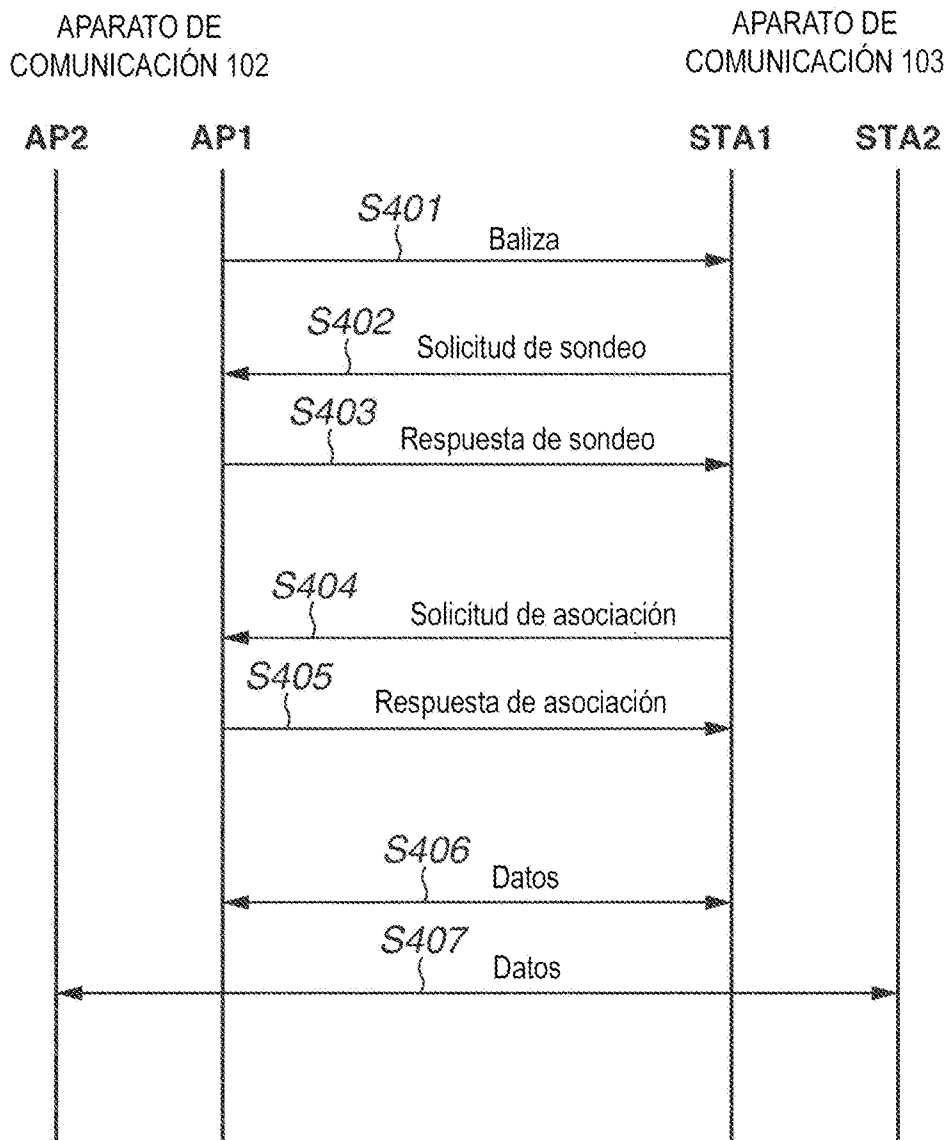 APARATO DE
COMUNICACIÓN 102
APARATO DE
COMUNICACIÓN 103
AP2
AP1
STA1
STA2
S401
Baliza
S402
Solicitud de sondeo
S403
Respuesta de sondeo
S404
Solicitud de asociación
S405
Respuesta de asociación
S406
Datos
S407
Datos